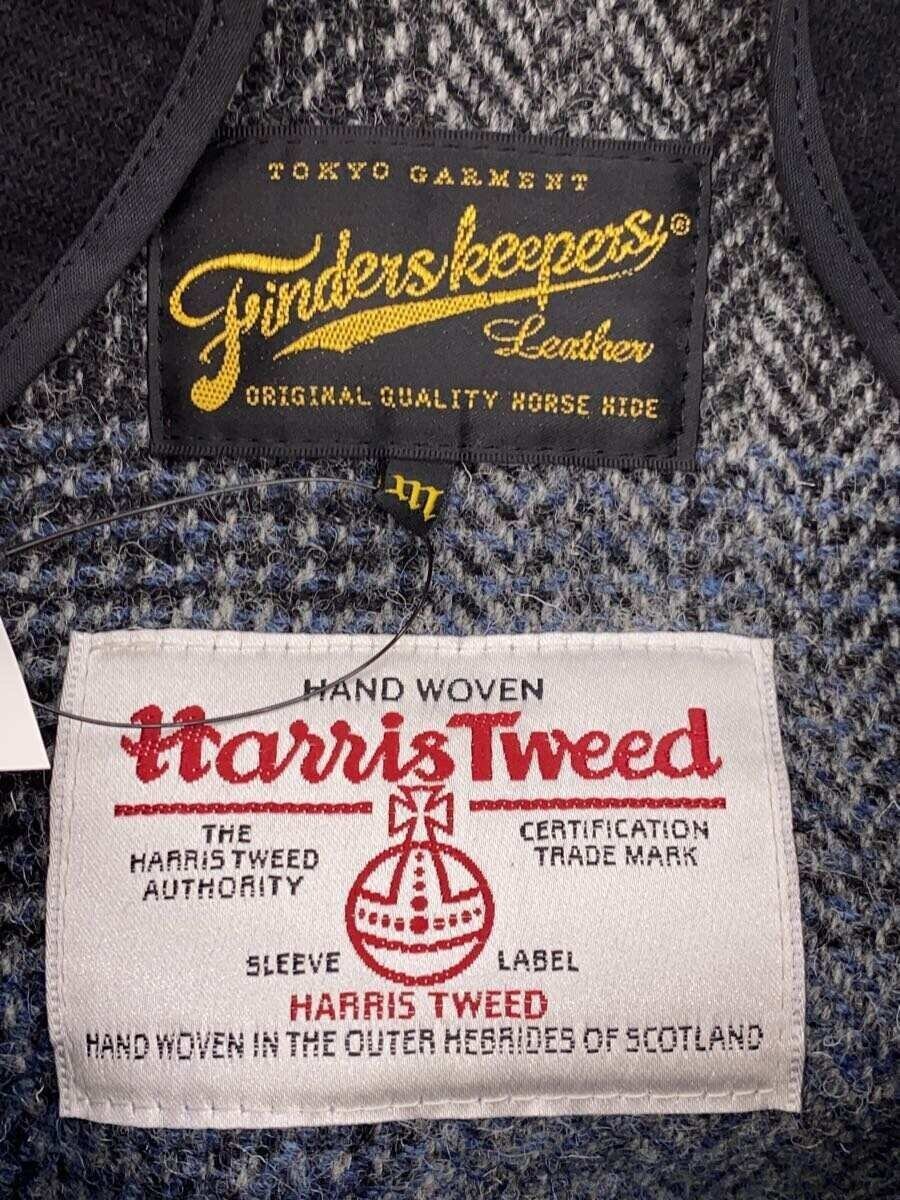 TOKYO GARMENT
Finders keepers®
Leather
ORIGINAL QUALITY HORSE HIDE
m
HAND WOVEN
Harris Tweed
THE
HARRIS TWEED
AUTHORITY
CERTIFICATION
TRADE MARK
SLEEVE LABEL
HARRIS TWEED
HAND WOVEN IN THE OUTER HEBRIDES OF SCOTLAND